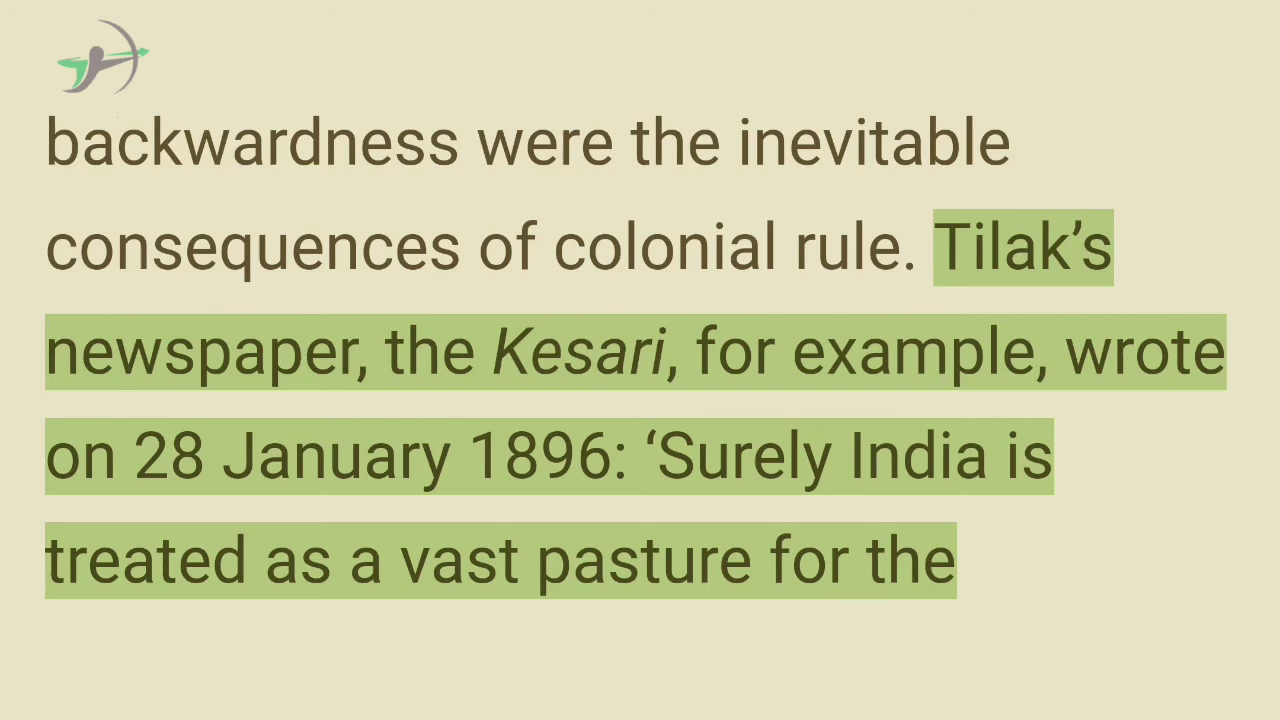 backwardness were the inevitable
consequences of colonial rule. Tilak’s
newspaper, the Kesari, for example, wrote
on 28 January 1896: ‘Surely India is
treated as a vast pasture for the